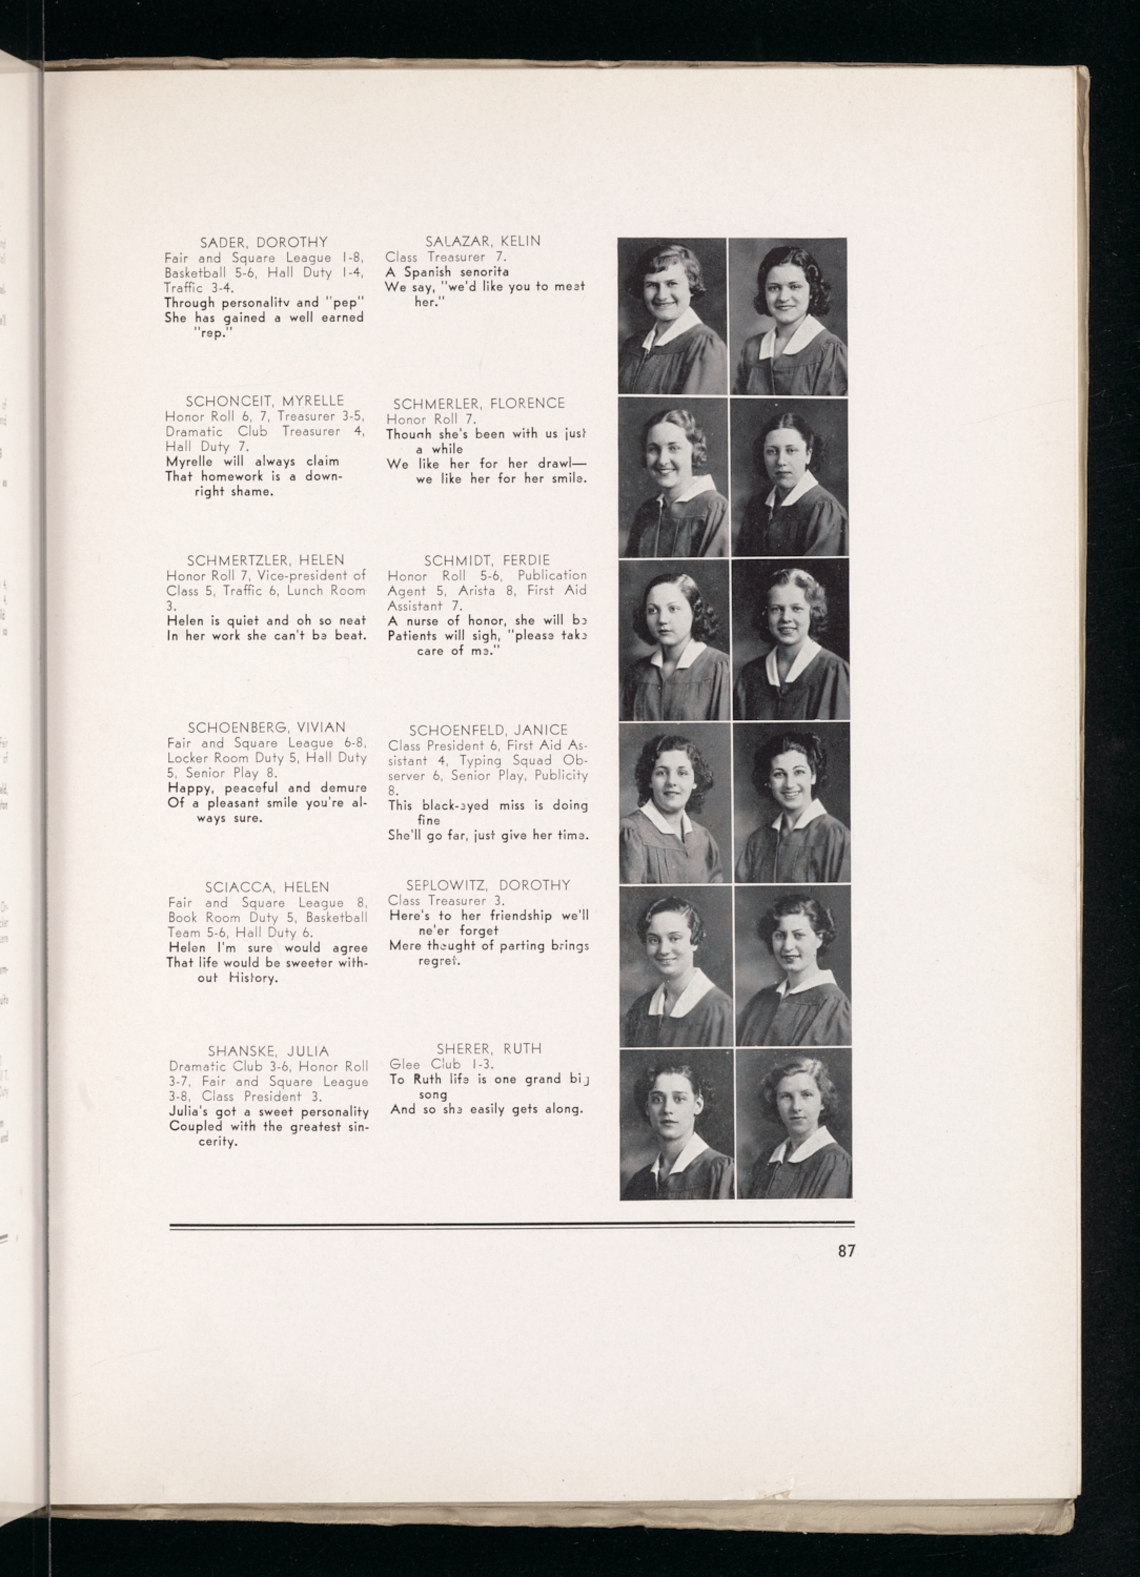 SADER, DOROTHY
Fair and Square League 1-8,
Basketball 5-6, Hall Duty 1-4,
Traffic 3-4.
Through personality and "pep"
She has gained a well earned
"rep."
SALAZAR, KELIN
Class Treasurer 7.
A Spanish senorita
We say, "we'd like you to meet
her."
SCHONCEIT, MYRELLE
Honor Roll 6, 7, Treasurer 3-5,
Dramatic Club Treasurer 4,
Hall Duty 7.
Myrelle will always claim
That homework is a down-
right shame.
SCHMERLER, FLORENCE
Honor Roll 7.
Though she's been with us just
a while
We like her for her drawl—
we like her for her smile.
SCHMERTZLER, HELEN
Honor Roll 7, Vice-president of
Class 5, Traffic 6, Lunch Room
3.
Helen is quiet and oh so neat
In her work she can't be beat.
SCHMIDT, FERDIE
Honor Roll 5-6, Publication
Agent 5, Arista 8, First Aid
Assistant 7.
A nurse of honor, she will be
Patients will sigh, "please take
care of me."
SCHOENBERG, VIVIAN
Fair and Square League 6-8,
Locker Room Duty 5, Hall Duty
5, Senior Play 8.
Happy, peaceful and demure
Of a pleasant smile you're al-
ways sure.
SCHOENFELD, JANICE
Class President 6, First Aid As-
sistant 4, Typing Squad Ob-
server 6, Senior Play, Publicity
8.
This black-eyed miss is doing
fine
She'll go far, just give her time.
SCIACCA, HELEN
Fair and Square League 8,
Book Room Duty 5, Basketball
Team 5-6, Hall Duty 6.
Helen I'm sure would agree
That life would be sweeter with-
out History.
SEPLOWITZ, DOROTHY
Class Treasurer 3.
Here's to her friendship we'll
ne'er forget
Mere thought of parting brings
regret.
SHANSKE, JULIA
Dramatic Club 3-6, Honor Roll
3-7, Fair and Square League
3-8, Class President 3.
Julia's got a sweet personality
Coupled with the greatest sin-
cerity.
SHERER, RUTH
Glee Club 1-3.
To Ruth life is one grand big
song
And so she easily gets along.
87